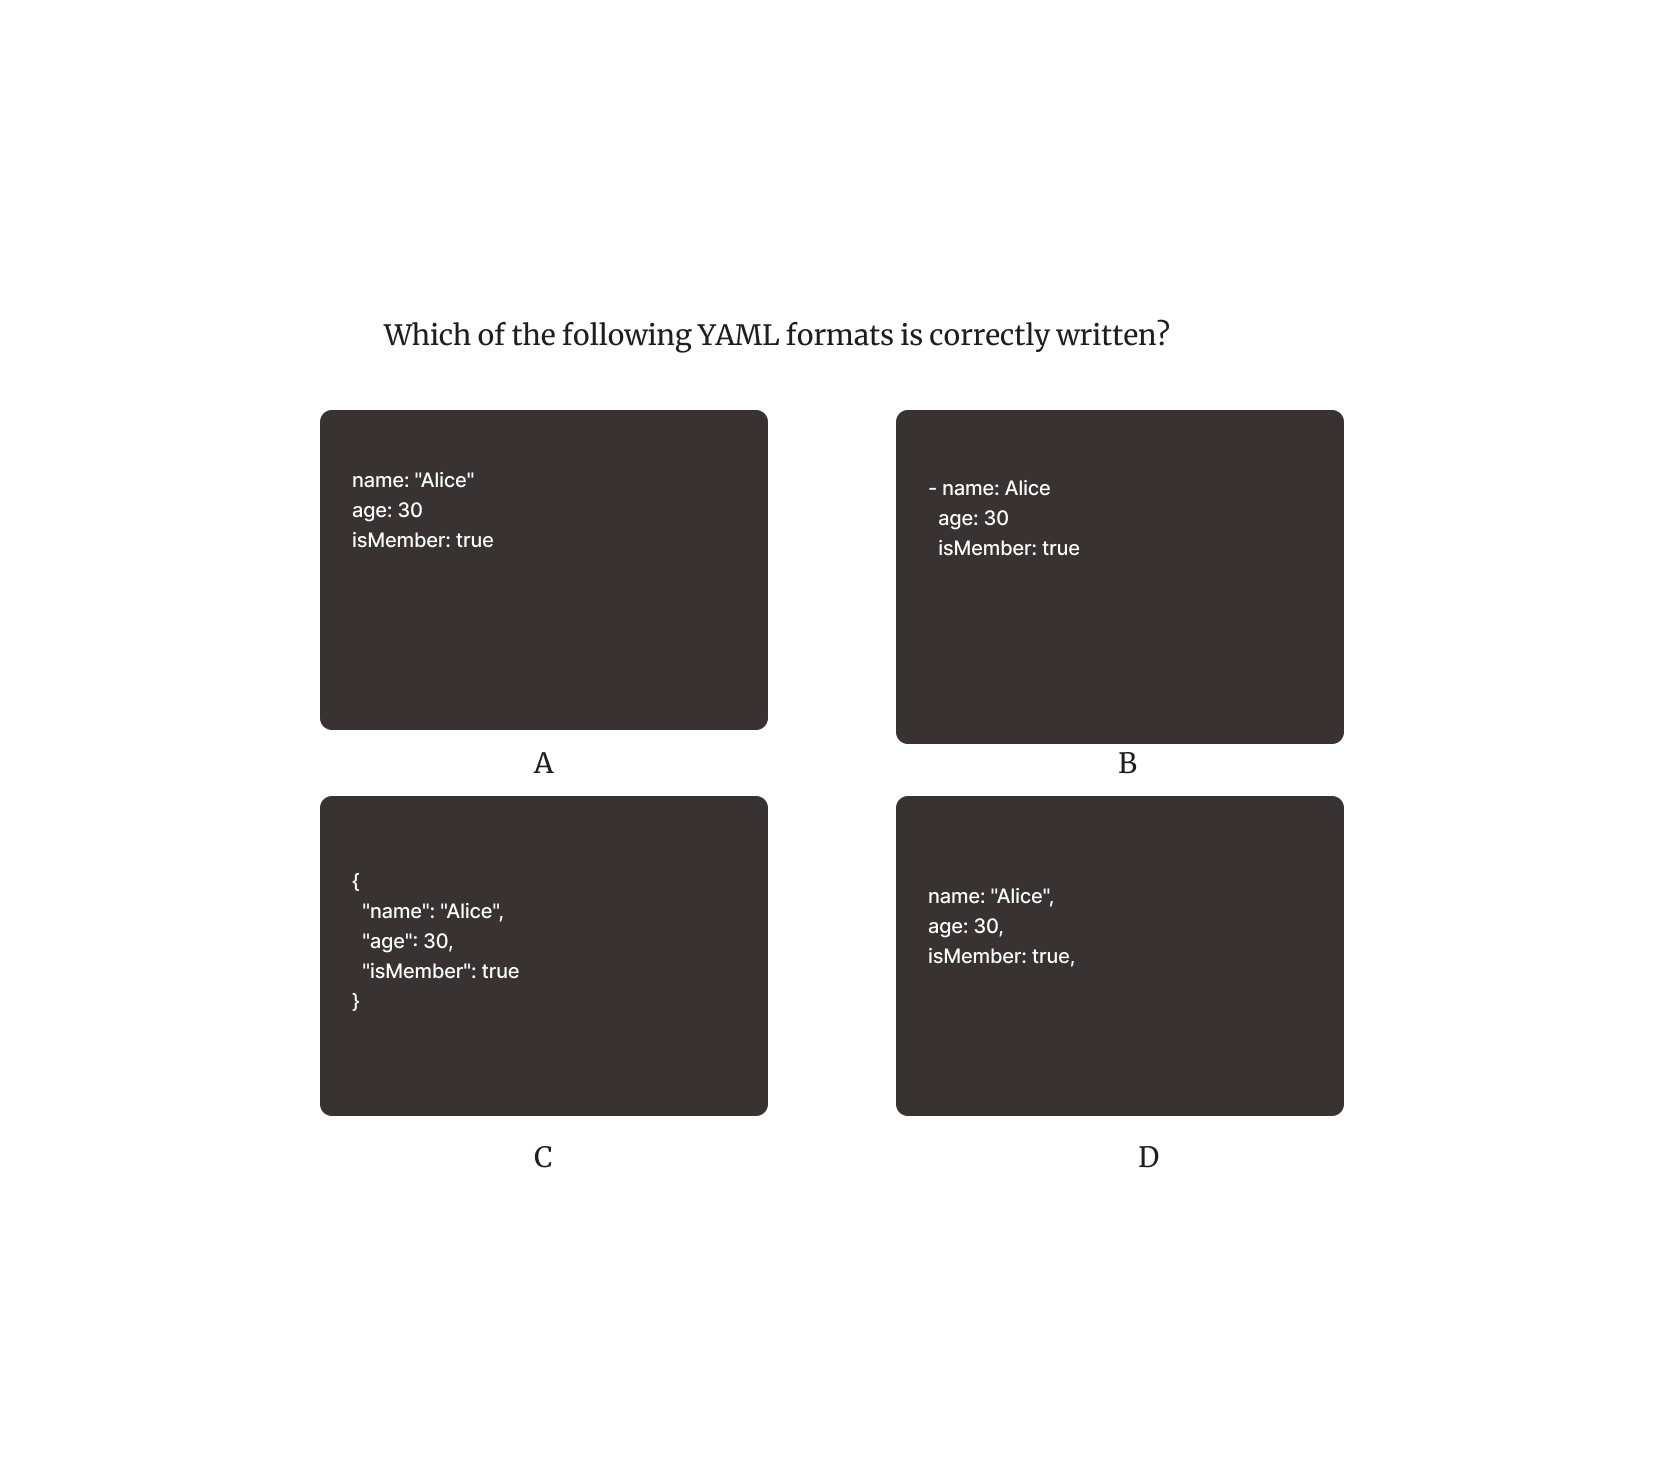 Which of the following YAML formats is correctly written?
name: "Alice"
age: 30
isMember: true
A
- name: Alice
  age: 30
  isMember: true
B
{
  "name": "Alice",
  "age": 30,
  "isMember": true
}
C
name: "Alice",
age: 30,
isMember: true,
D